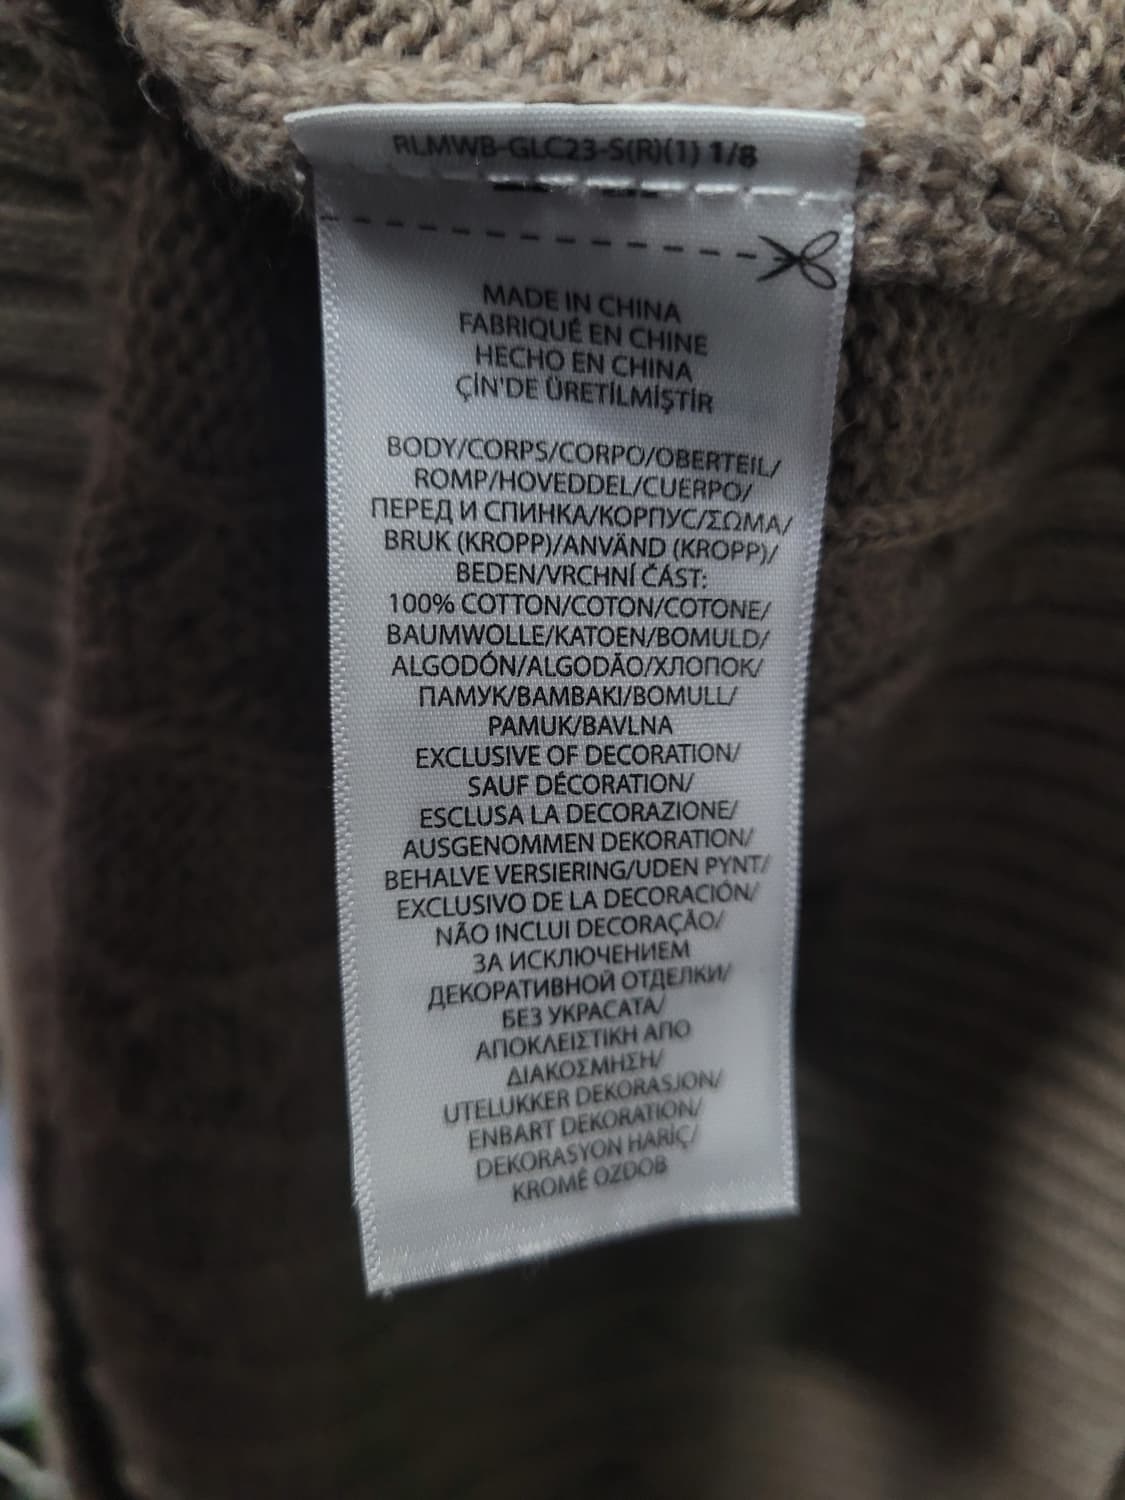 RLMWB-GLC23-S(R)(1) 1/8
MADE IN CHINA
FABRIQUÉ EN CHINE
HECHO EN CHINA
ÇİN'DE ÜRETİLMİŞTİR
BODY/CORPS/CORPO/OBERTEIL/
ROMP/HOVEDDEL/CUERPO/
ПЕРЕД И СПИНКА/КОРПУС/ΣΩΜΑ/
BRUK (KROPP)/ANVÄND (KROPP)/
BEDEN/VRCHNÍ ČÁST:
100% COTTON/COTON/COTONE/
BAUMWOLLE/KATOEN/BOMULD/
ALGODÓN/ALGODÃO/ХЛОПОК/
ПАМУК/BAMBAKI/BOMULL/
PAMUK/BAVLNA
EXCLUSIVE OF DECORATION/
SAUF DÉCORATION/
ESCLUSA LA DECORAZIONE/
AUSGENOMMEN DEKORATION/
BEHALVE VERSIERING/UDEN PYNT/
EXCLUSIVO DE LA DECORACIÓN/
NÃO INCLUI DECORAÇÃO/
ЗА ИСКЛЮЧЕНИЕМ
ДЕКОРАТИВНОЙ ОТДЕЛКИ/
БЕЗ УКРАСАТА/
ΑΠΟΚΛΕΙΣΤΙΚΗ ΑΠΟ
ΔΙΑΚΟΣΜΗΣΗ/
UTELUKKER DEKORASJON/
ENBART DEKORATION/
DEKORASYON HARİÇ/
KROMĚ OZDOB